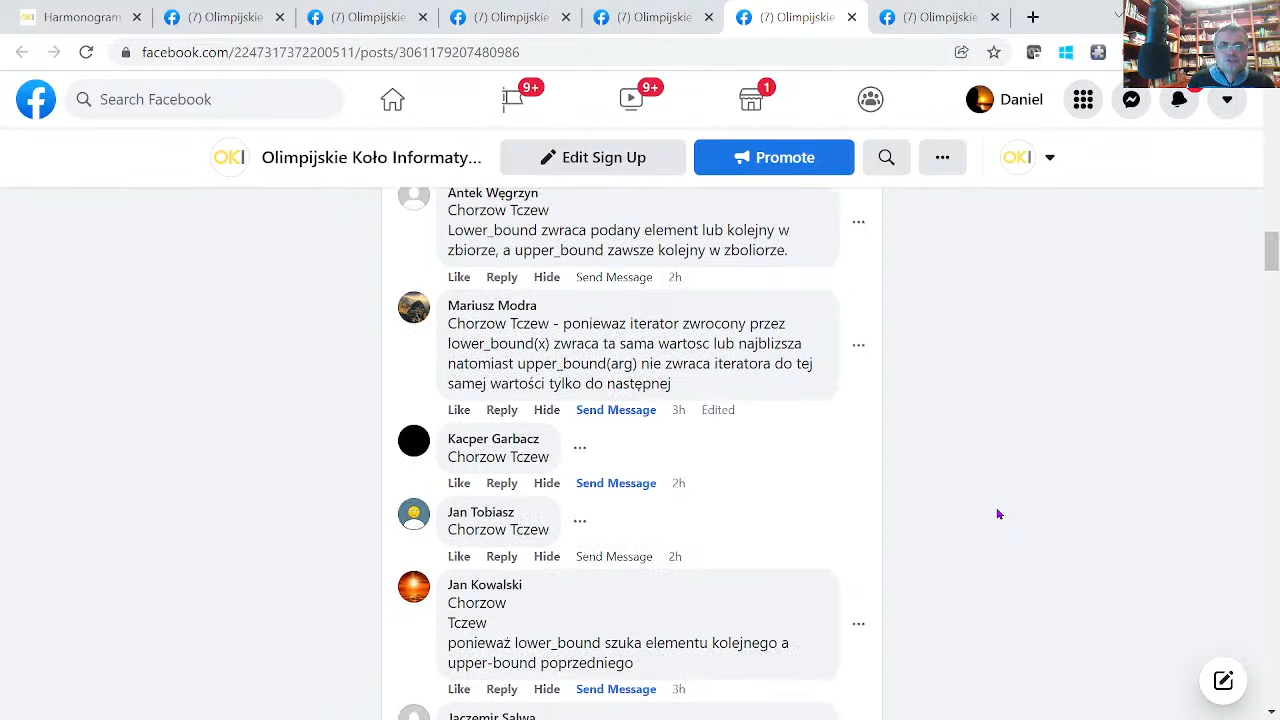 Harmonogram
(7) Olimpijskie
(7) Olimpijskie
(7) Olimpijskie
(7) Olimpijskie
(7) Olimpijskie
(7) Olimpijskie
facebook.com/2247317372200511/posts/3061179207480986
Search Facebook
9+
9+
1
Daniel
OKI
Olimpijskie Koło Informaty...
Edit Sign Up
Promote
OKI
Antek Węgrzyn
Chorzow Tczew
Lower_bound zwraca podany element lub kolejny w
zbiorze, a upper_bound zawsze kolejny w zboliorze.
Like Reply Hide Send Message 2h
Mariusz Modra
Chorzow Tczew - poniewaz iterator zwrocony przez
lower_bound(x) zwraca ta sama wartosc lub najblizsza
natomiast upper_bound(arg) nie zwraca iteratora do tej
samej wartości tylko do następnej
Like Reply Hide Send Message 3h Edited
Kacper Garbacz
Chorzow Tczew
Like Reply Hide Send Message 2h
Jan Tobiasz
Chorzow Tczew
Like Reply Hide Send Message 2h
Jan Kowalski
Chorzow
Tczew
ponieważ lower_bound szuka elementu kolejnego a
upper-bound poprzedniego
Like Reply Hide Send Message 3h
Jaczemir Salwa